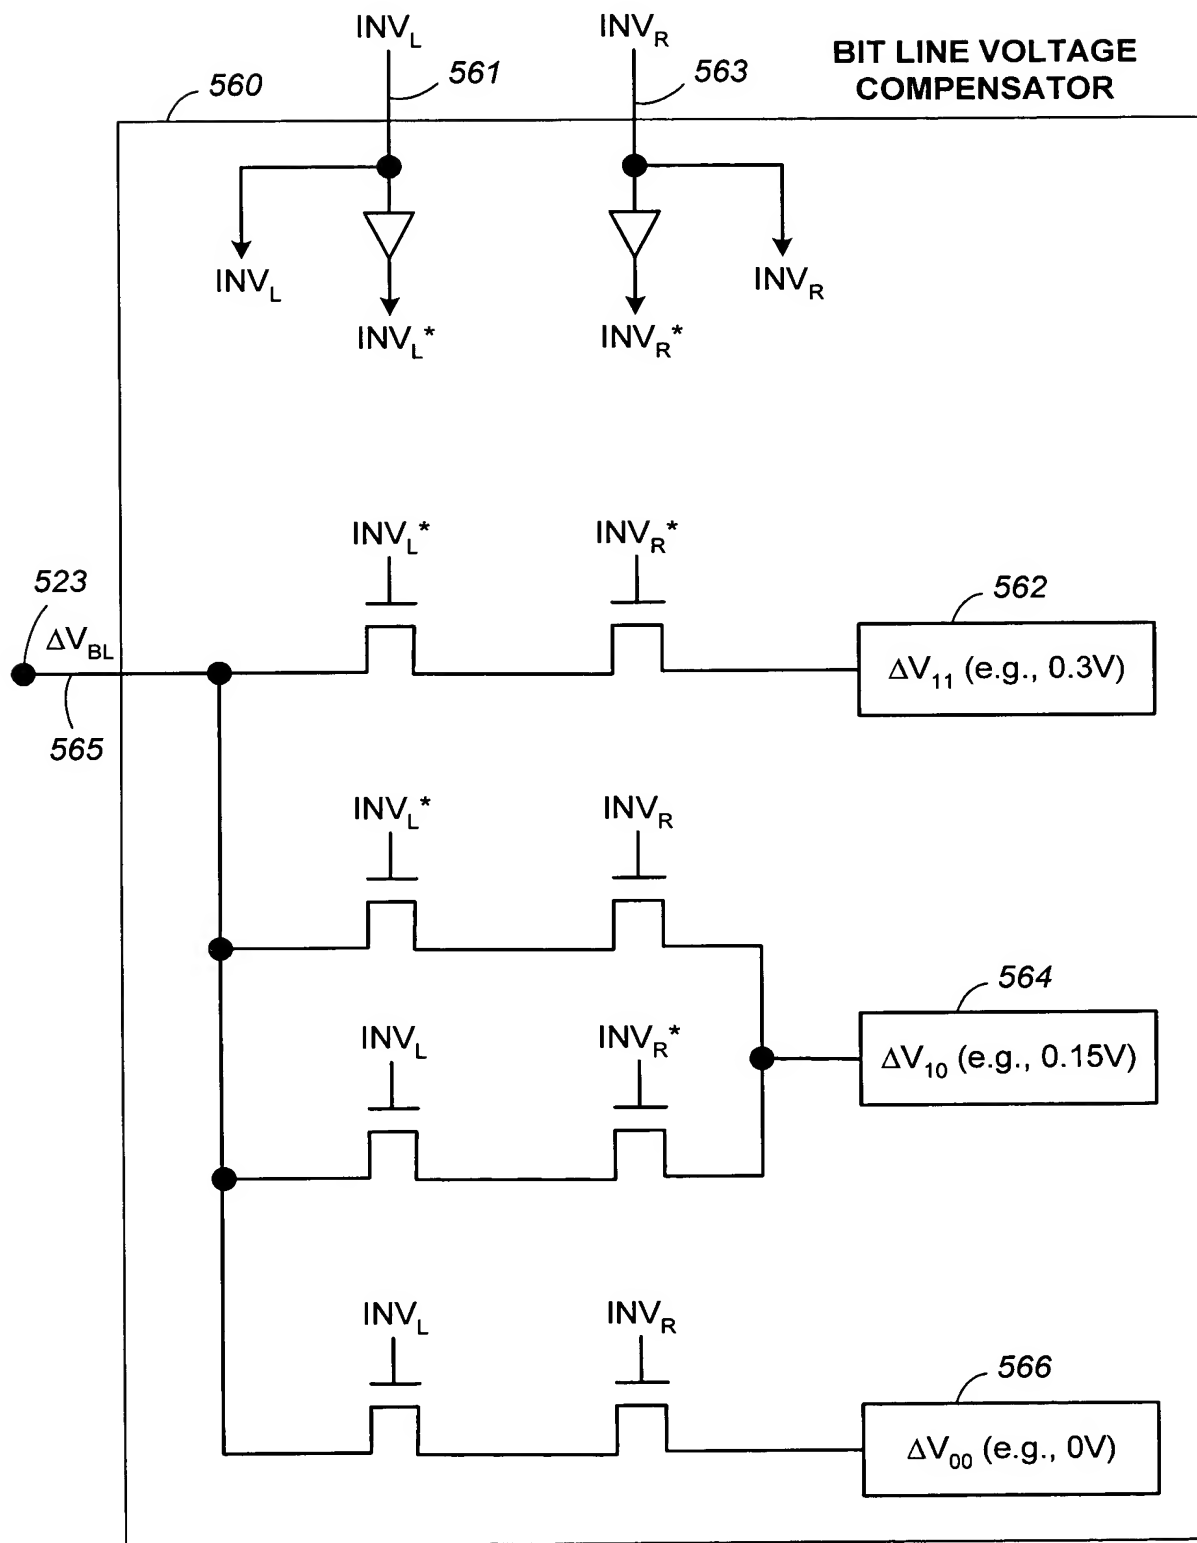 INV_L
INV_R
BIT LINE VOLTAGE
COMPENSATOR
560
561
563
INV_L
INV_L*
INV_R*
INV_R
INV_L*
INV_R*
523
ΔV_BL
565
562
ΔV_11 (e.g., 0.3V)
INV_L*
INV_R
564
ΔV_10 (e.g., 0.15V)
INV_L
INV_R*
INV_L
INV_R
566
ΔV_00 (e.g., 0V)